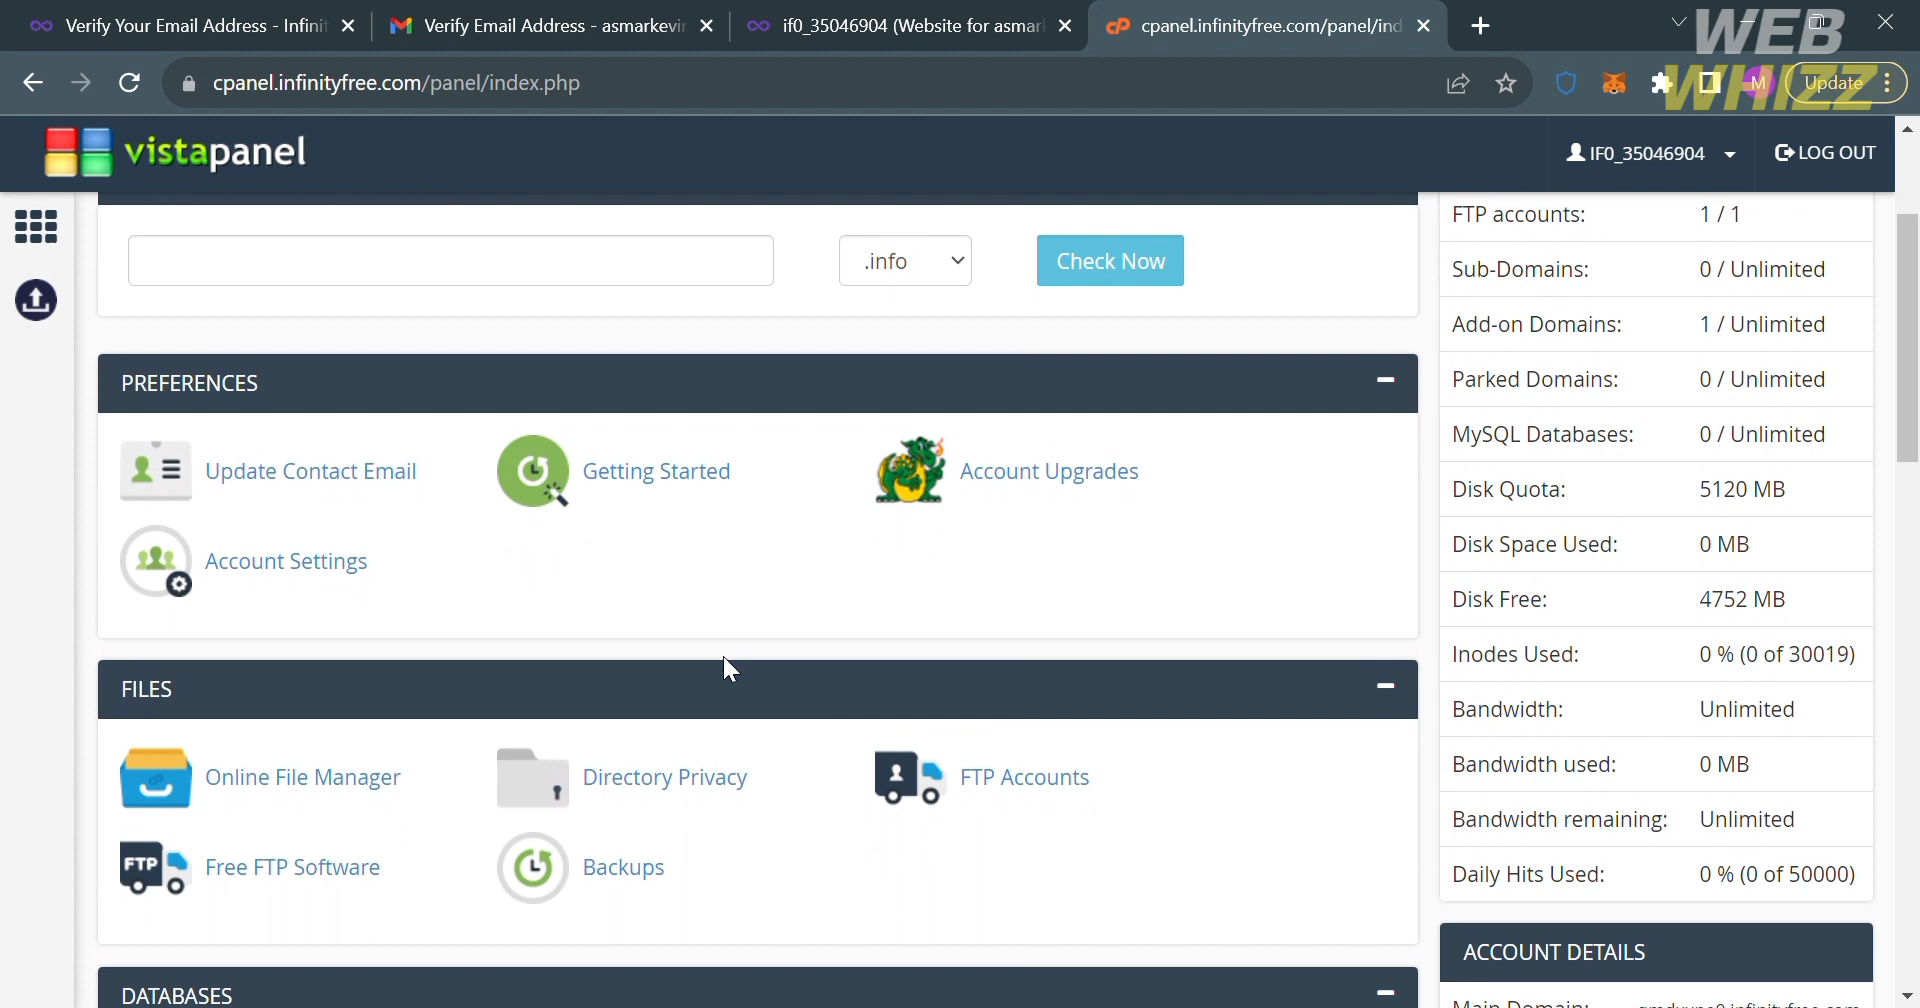 Verify Your Email Address - Infinit
Verify Email Address - asmarkevin
if0_35046904 (Website for asmar
cpanel.infinityfree.com/panel/ind
WEB
WHIZZ
cpanel.infinityfree.com/panel/index.php
M
Update
vistapanel
IF0_35046904
LOG OUT
.info
Check Now
PREFERENCES
Update Contact Email
Getting Started
Account Upgrades
Account Settings
FILES
Online File Manager
Directory Privacy
FTP Accounts
FTP
Free FTP Software
Backups
DATABASES
FTP accounts: 1 / 1
Sub-Domains: 0 / Unlimited
Add-on Domains: 1 / Unlimited
Parked Domains: 0 / Unlimited
MySQL Databases: 0 / Unlimited
Disk Quota: 5120 MB
Disk Space Used: 0 MB
Disk Free: 4752 MB
Inodes Used: 0 % (0 of 30019)
Bandwidth: Unlimited
Bandwidth used: 0 MB
Bandwidth remaining: Unlimited
Daily Hits Used: 0 % (0 of 50000)
ACCOUNT DETAILS
Main Domain: